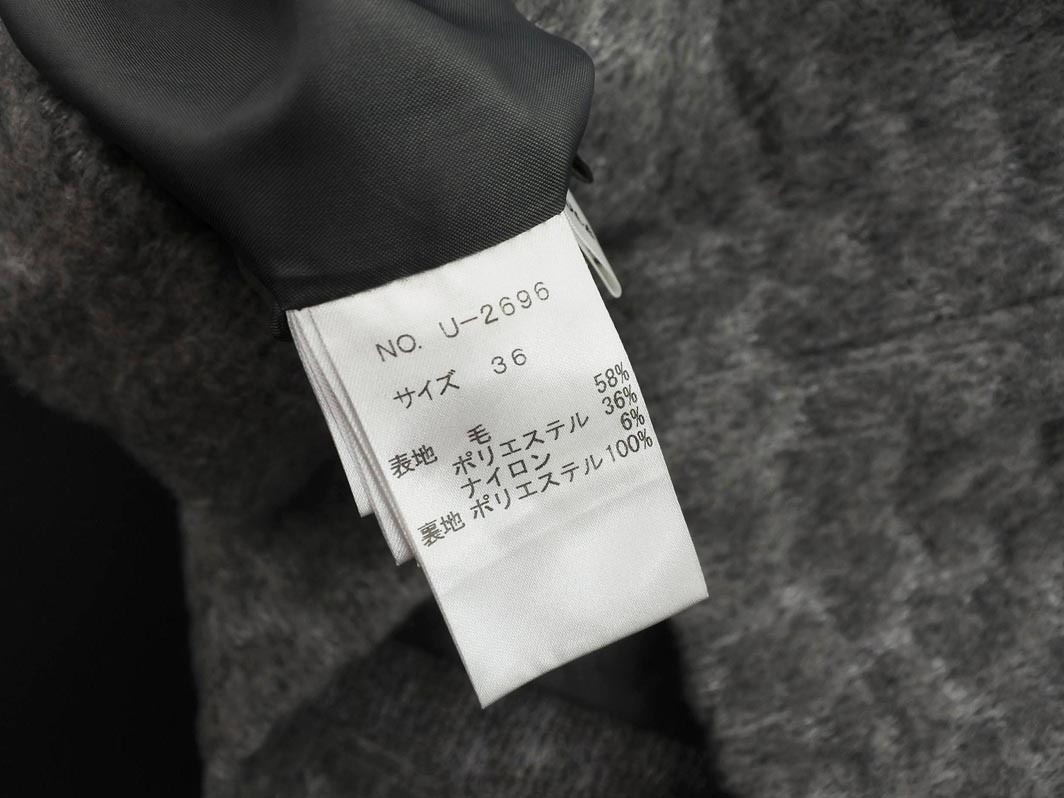 NO. U-2696
サイズ 36
表地 毛 58%
ポリエステル 36%
ナイロン 6%
裏地 ポリエステル 100%